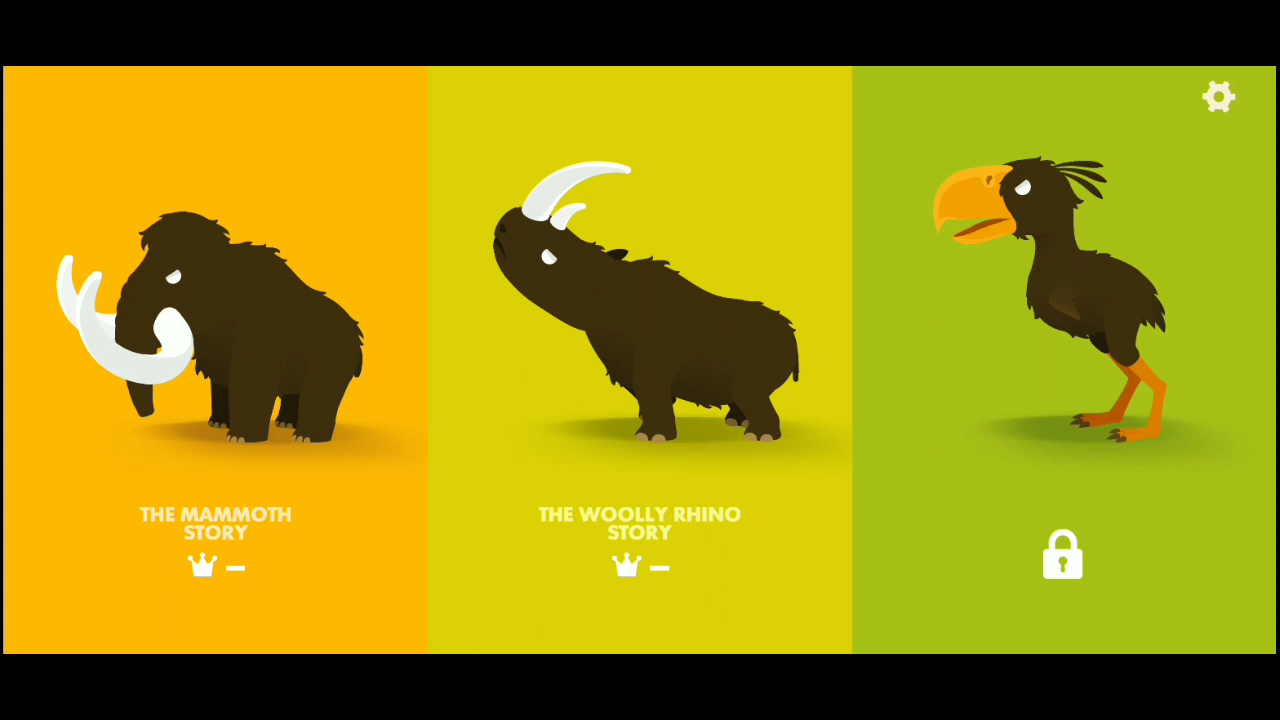 THE MAMMOTH
STORY
–
THE WOOLLY RHINO
STORY
–